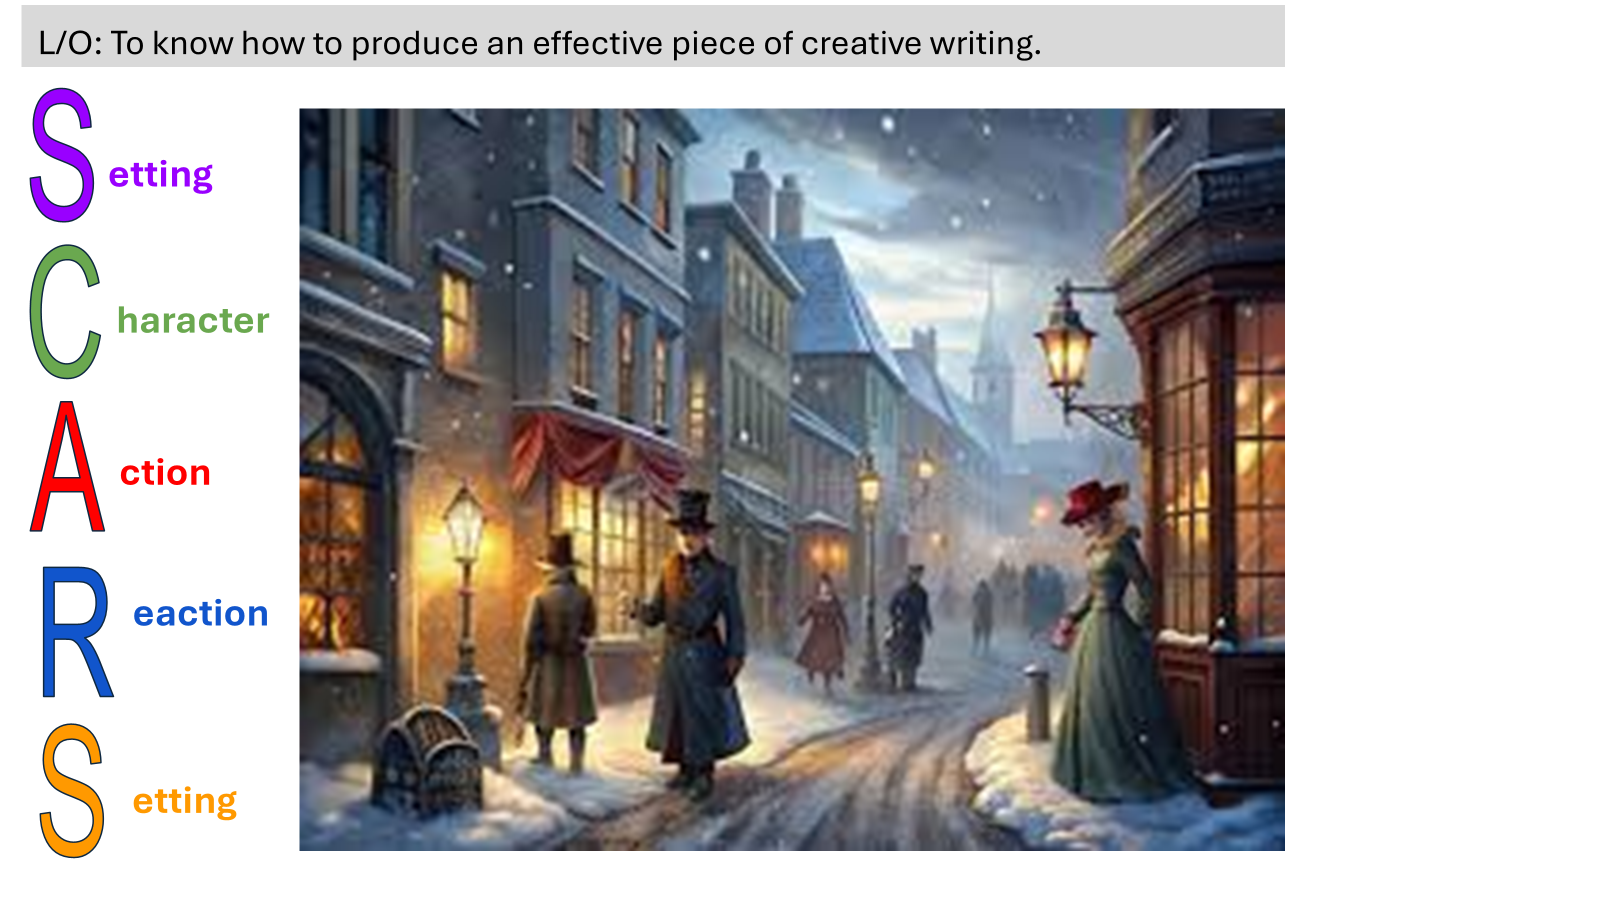 L/O: To know how to produce an effective piece of creative writing.
Setting
Character
Action
Reaction
Setting